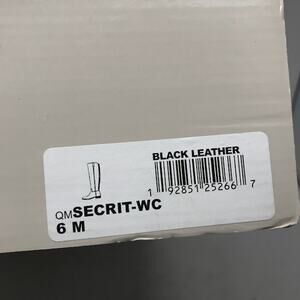 BLACK LEATHER
1 92851 25266 7
QMSECRIT-WC
6 M